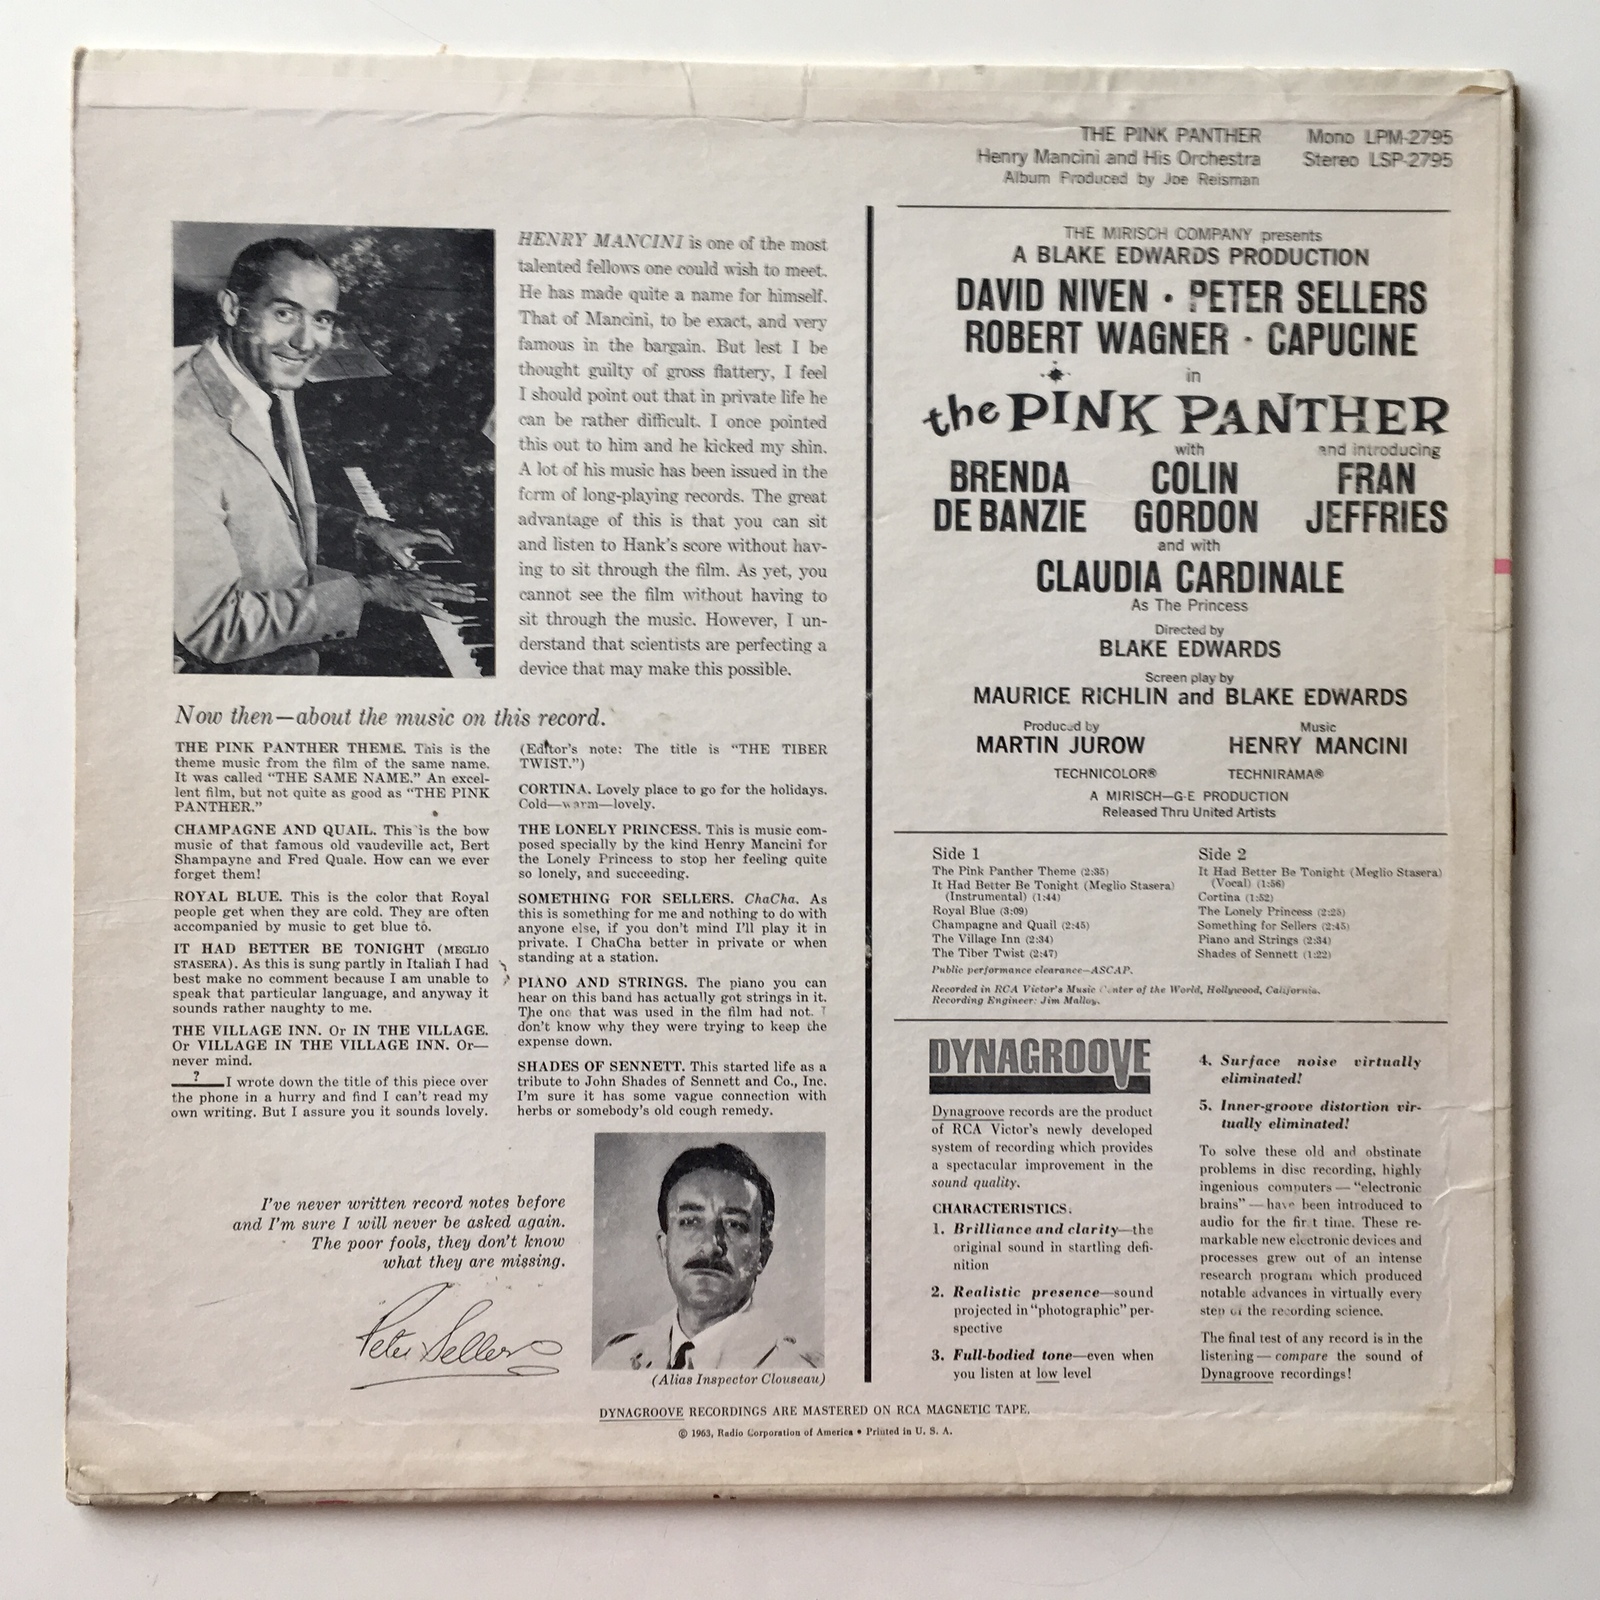 THE PINK PANTHER Mono LPM-2795
Henry Mancini and His Orchestra Stereo LSP-2795
Album Produced by Joe Reisman
HENRY MANCINI is one of the most
talented fellows one could wish to meet.
He has made quite a name for himself.
That of Mancini, to be exact, and very
famous in the bargain. But lest I be
thought guilty of gross flattery, I feel
I should point out that in private life he
can be rather difficult. I once pointed
this out to him and he kicked my shin.
A lot of his music has been issued in the
form of long-playing records. The great
advantage of this is that you can sit
and listen to Hank's score without hav-
ing to sit through the film. As yet, you
cannot see the film without having to
sit through the music. However, I un-
derstand that scientists are perfecting a
device that may make this possible.
Now then—about the music on this record.
THE PINK PANTHER THEME. This is the
theme music from the film of the same name.
It was called "THE SAME NAME." An excel-
lent film, but not quite as good as "THE PINK
PANTHER."
CHAMPAGNE AND QUAIL. This is the bow
music of that famous old vaudeville act, Bert
Shampayne and Fred Quale. How can we ever
forget them!
ROYAL BLUE. This is the color that Royal
people get when they are cold. They are often
accompanied by music to get blue to.
IT HAD BETTER BE TONIGHT (MEGLIO
STASERA). As this is sung partly in Italian I had
best make no comment because I am unable to
speak that particular language, and anyway it
sounds rather naughty to me.
THE VILLAGE INN. Or IN THE VILLAGE.
Or VILLAGE IN THE VILLAGE INN. Or—
never mind.
? I wrote down the title of this piece over
the phone in a hurry and find I can't read my
own writing. But I assure you it sounds lovely.
(Editor's note: The title is "THE TIBER
TWIST.")
CORTINA. Lovely place to go for the holidays.
Cold—warm—lovely.
THE LONELY PRINCESS. This is music com-
posed specially by the kind Henry Mancini for
the Lonely Princess to stop her feeling quite
so lonely, and succeeding.
SOMETHING FOR SELLERS. ChaCha. As
this is something for me and nothing to do with
anyone else, if you don't mind I'll play it in
private. I ChaCha better in private or when
standing at a station.
PIANO AND STRINGS. The piano you can
hear on this band has actually got strings in it.
The one that was used in the film had not. I
don't know why they were trying to keep the
expense down.
SHADES OF SENNETT. This started life as a
tribute to John Shades of Sennett and Co., Inc.
I'm sure it has some vague connection with
herbs or somebody's old cough remedy.
I've never written record notes before
and I'm sure I will never be asked again.
The poor fools, they don't know
what they are missing.
Peter Sellers
(Alias Inspector Clouseau)
THE MIRISCH COMPANY presents
A BLAKE EDWARDS PRODUCTION
DAVID NIVEN · PETER SELLERS
ROBERT WAGNER · CAPUCINE
in
the PINK PANTHER
with and introducing
BRENDA COLIN FRAN
DE BANZIE GORDON JEFFRIES
and with
CLAUDIA CARDINALE
As The Princess
Directed by
BLAKE EDWARDS
Screen play by
MAURICE RICHLIN and BLAKE EDWARDS
Produced by Music
MARTIN JUROW HENRY MANCINI
TECHNICOLOR® TECHNIRAMA®
A MIRISCH—G-E PRODUCTION
Released Thru United Artists
Side 1
The Pink Panther Theme (2:35)
It Had Better Be Tonight (Meglio Stasera)
(Instrumental) (1:44)
Royal Blue (3:09)
Champagne and Quail (2:45)
The Village Inn (2:34)
The Tiber Twist (2:47)
Side 2
It Had Better Be Tonight (Meglio Stasera)
(Vocal) (1:56)
Cortina (1:52)
The Lonely Princess (2:25)
Something for Sellers (2:45)
Piano and Strings (2:34)
Shades of Sennett (1:22)
Public performance clearance—ASCAP.
Recorded in RCA Victor's Music Center of the World, Hollywood, California.
Recording Engineer: Jim Malloy.
DYNAGROOVE
Dynagroove records are the product
of RCA Victor's newly developed
system of recording which provides
a spectacular improvement in the
sound quality.
CHARACTERISTICS:
1. Brilliance and clarity—the
original sound in startling defi-
nition
2. Realistic presence—sound
projected in "photographic" per-
spective
3. Full-bodied tone—even when
you listen at low level
4. Surface noise virtually
eliminated!
5. Inner-groove distortion vir-
tually eliminated!
To solve these old and obstinate
problems in disc recording, highly
ingenious computers—"electronic
brains"—have been introduced to
audio for the first time. These re-
markable new electronic devices and
processes grew out of an intense
research program which produced
notable advances in virtually every
step of the recording science.
The final test of any record is in the
listening—compare the sound of
Dynagroove recordings!
DYNAGROOVE RECORDINGS ARE MASTERED ON RCA MAGNETIC TAPE.
© 1963, Radio Corporation of America • Printed in U. S. A.